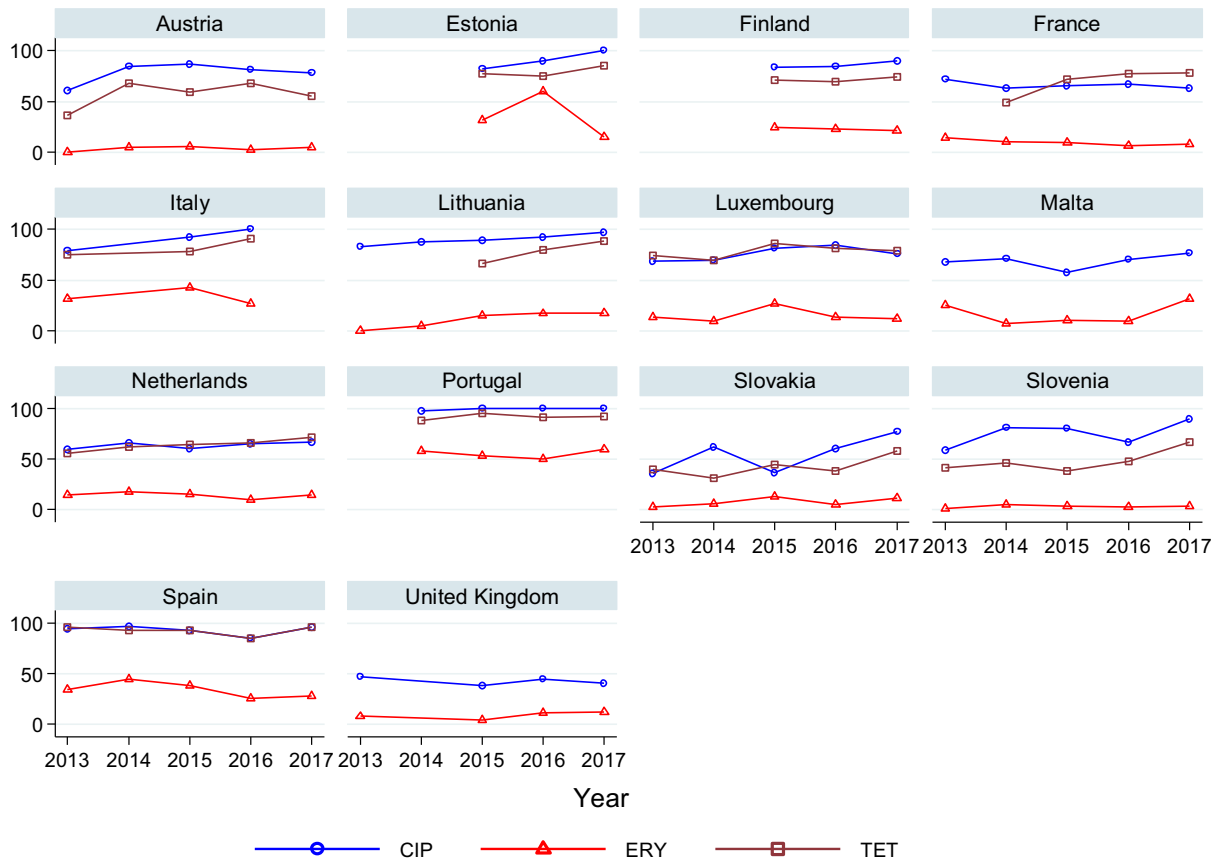 Austria Estonia Finland France
100
50
0
Italy Lithuania Luxembourg Malta
100
50
0
Netherlands Portugal Slovakia Slovenia
100
50
0
2013 2014 2015 2016 2017 2013 2014 2015 2016 2017
Spain United Kingdom
100
50
0
2013 2014 2015 2016 2017 2013 2014 2015 2016 2017
Year
CIP ERY TET